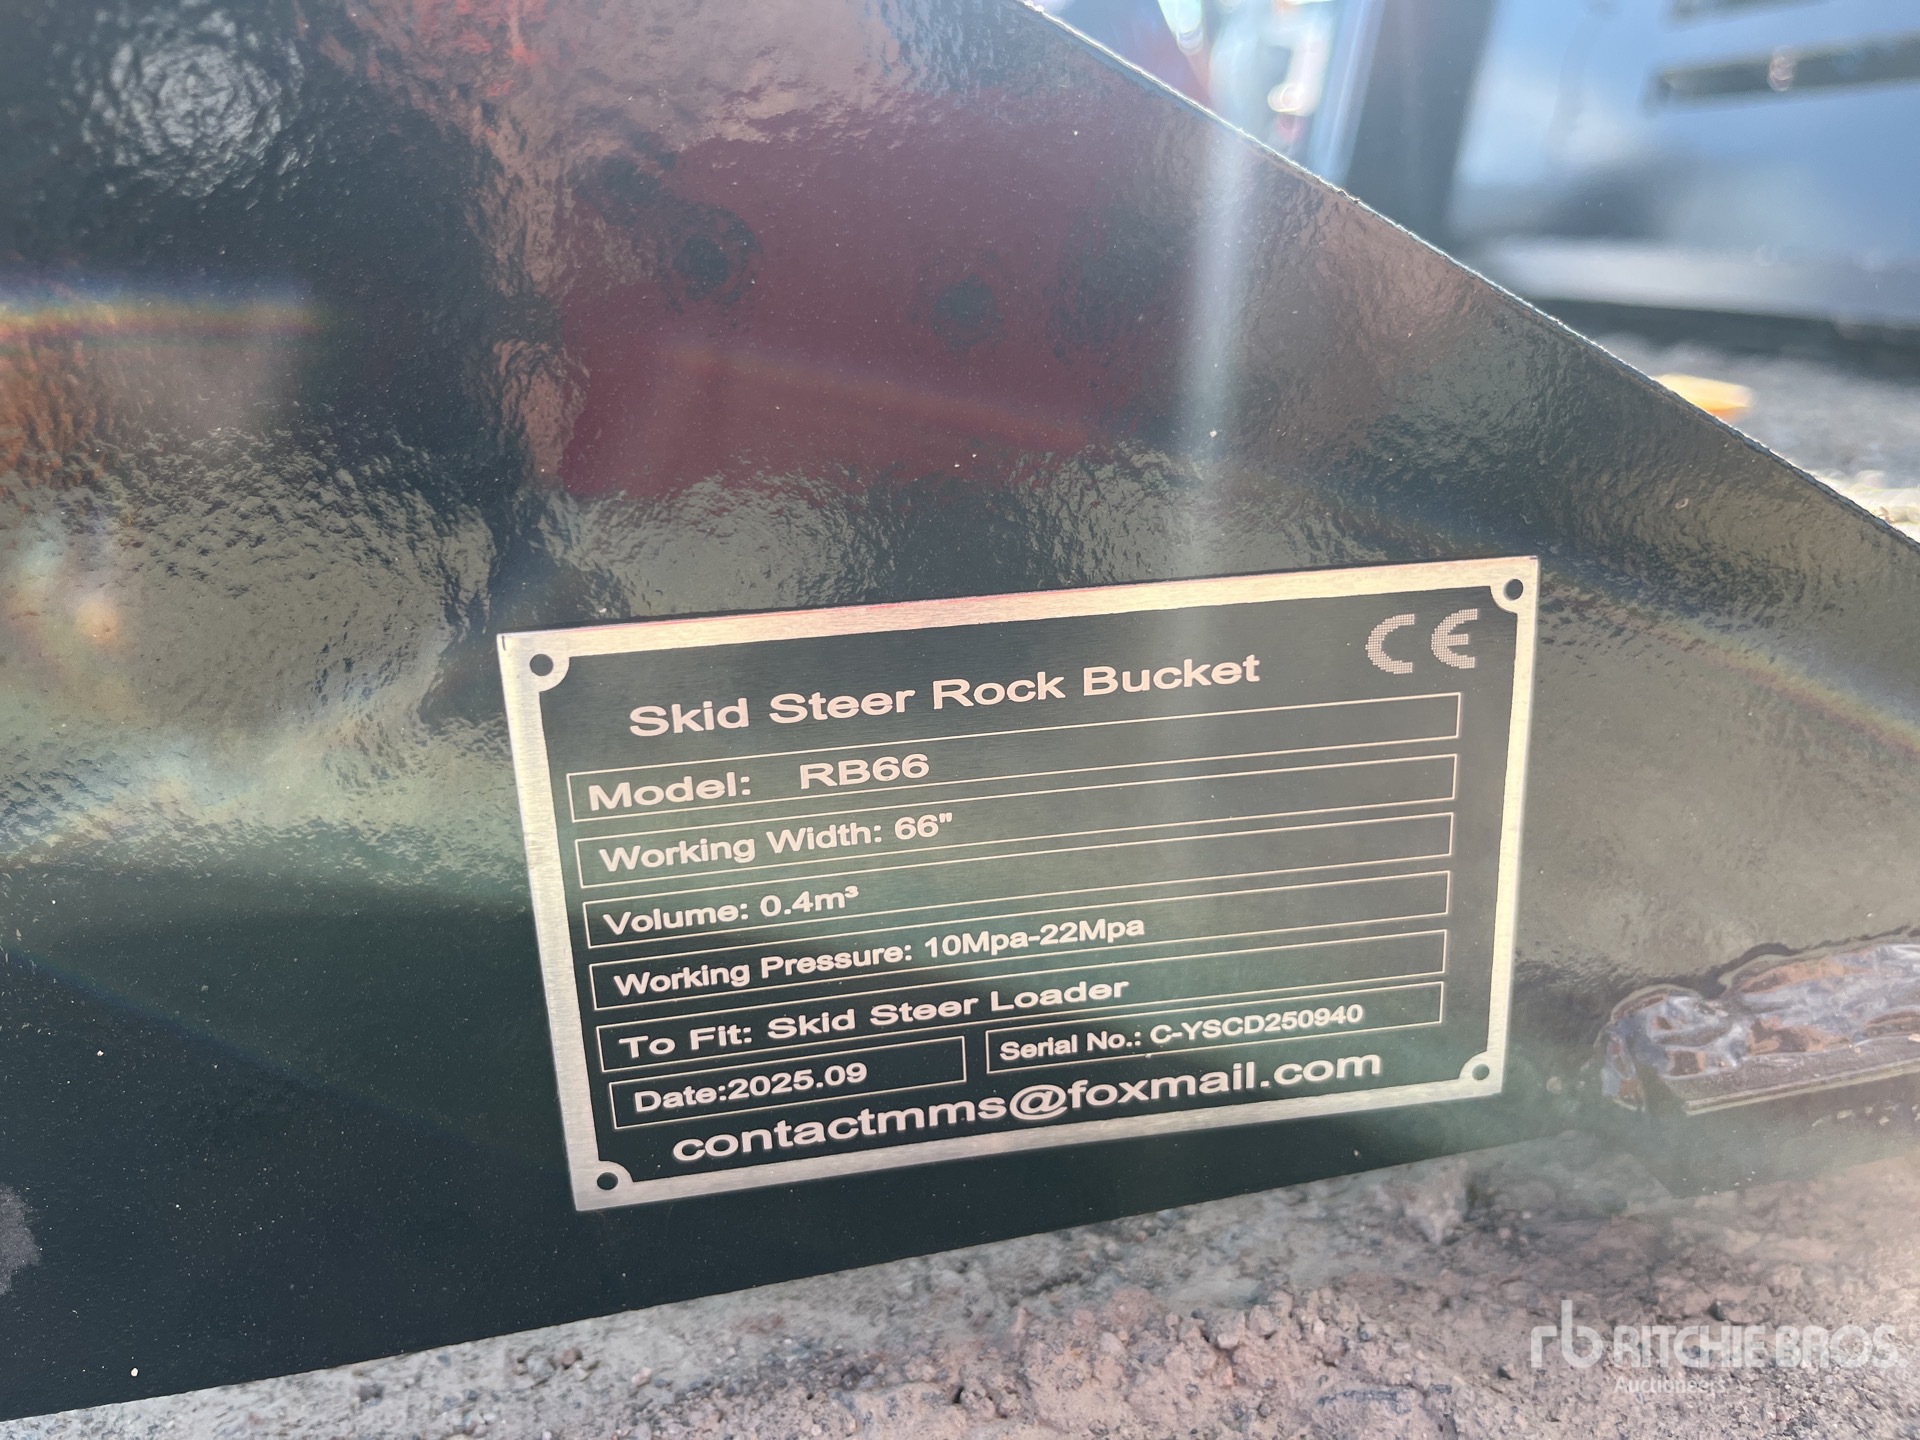 CE
Skid Steer Rock Bucket
Model: RB66
Working Width: 66"
Volume: 0.4m³
Working Pressure: 10Mpa-22Mpa
To Fit: Skid Steer Loader
Date:2025.09 Serial No.: C-YSCD250940
contactmms@foxmail.com
rb RITCHIE BROS.
Auctioneers